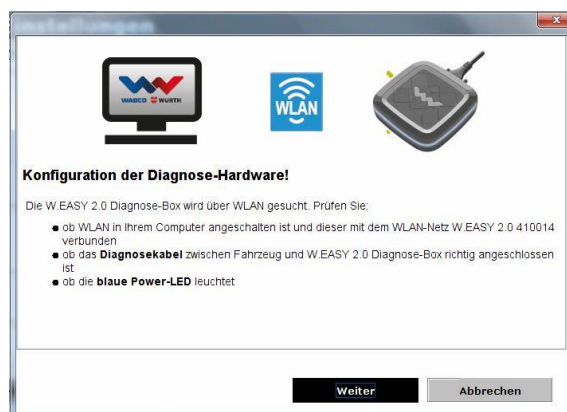 instellungen
WABCO WURTH
WLAN
Konfiguration der Diagnose-Hardware!
Die W.EASY 2.0 Diagnose-Box wird über WLAN gesucht. Prüfen Sie:
ob WLAN in Ihrem Computer angeschalten ist und dieser mit dem WLAN-Netz W.EASY 2.0 410014
verbunden
ob das Diagnosekabel zwischen Fahrzeug und W.EASY 2.0 Diagnose-Box richtig angeschlossen
ist
ob die blaue Power-LED leuchtet
Weiter Abbrechen